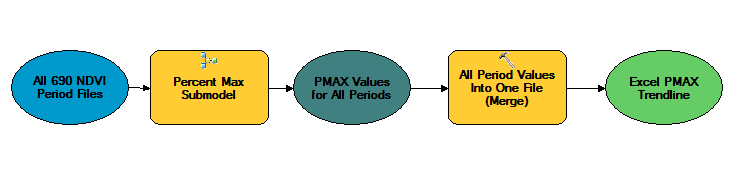 All 690 NDVI
Period Files
Percent Max
Submodel
PMAX Values
for All Periods
All Period Values
Into One File
(Merge)
Excel PMAX
Trendline